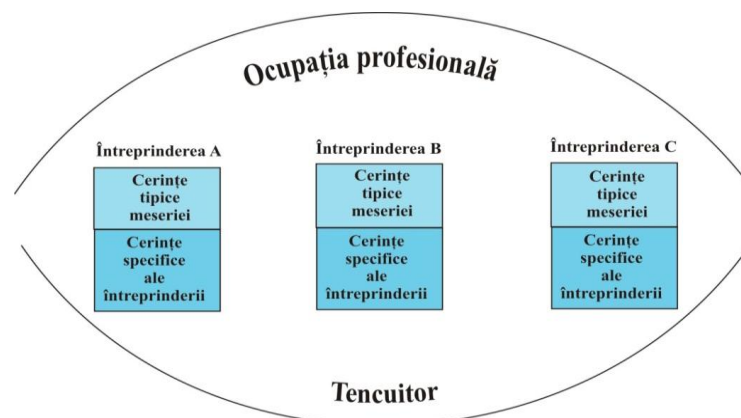 Ocupația profesională
Întreprinderea A
Cerințe
tipice
meseriei
Cerințe
specifice
ale
întreprinderii
Întreprinderea B
Cerințe
tipice
meseriei
Cerințe
specifice
ale
întreprinderii
Întreprinderea C
Cerințe
tipice
meseriei
Cerințe
specifice
ale
întreprinderii
Tencuitor